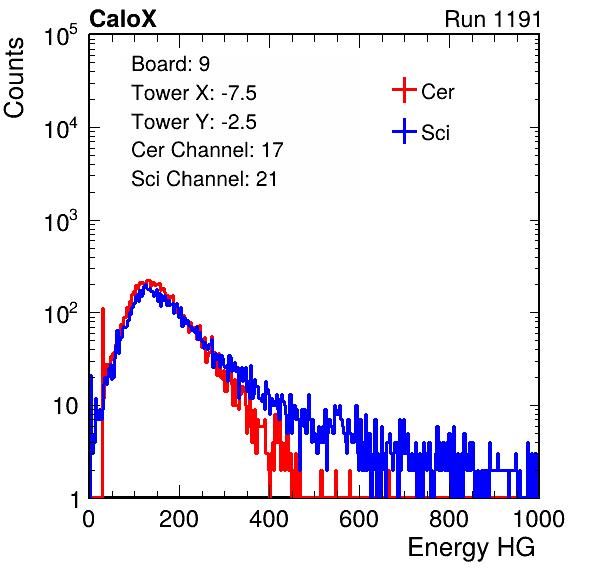 CaloX Run 1191
Counts
Board: 9
Tower X: -7.5
Tower Y: -2.5
Cer Channel: 17
Sci Channel: 21
Cer
Sci
10^5
10^4
10^3
10^2
10
1
0 200 400 600 800 1000
Energy HG